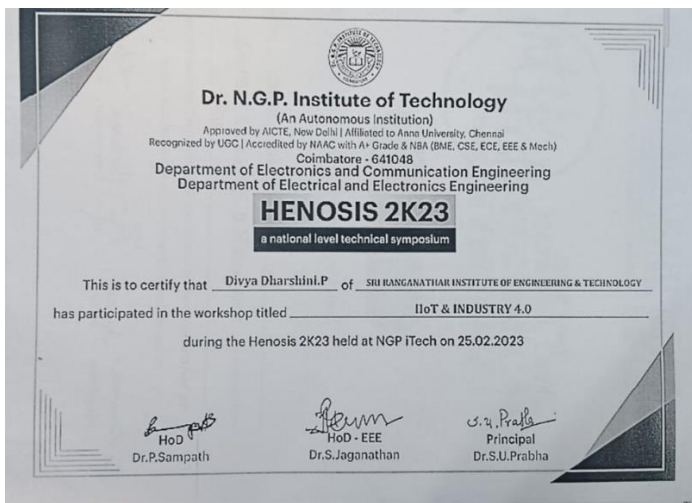 Dr. N.G.P. Institute of Technology
(An Autonomous Institution)
Approved by AICTE, New Delhi | Affiliated to Anna University, Chennai
Recognized by UGC | Accredited by NAAC with A+ Grade & NBA (BME, CSE, ECE, EEE & Mech)
Coimbatore - 641048
Department of Electronics and Communication Engineering
Department of Electrical and Electronics Engineering
HENOSIS 2K23
a national level technical symposium
This is to certify that Divya Dharshini.P of SRI RANGANATHAR INSTITUTE OF ENGINEERING & TECHNOLOGY
has participated in the workshop titled IIoT & INDUSTRY 4.0
during the Henosis 2K23 held at NGP iTech on 25.02.2023
S.U.Prabha
HoD HoD - EEE Principal
Dr.P.Sampath Dr.S.Jaganathan Dr.S.U.Prabha